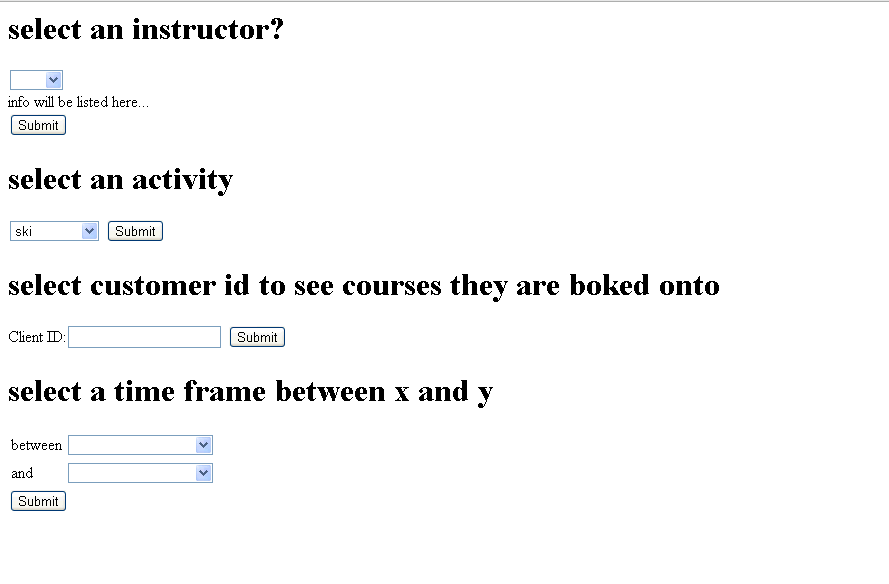 select an instructor?
info will be listed here...
Submit
select an activity
ski Submit
select customer id to see courses they are boked onto
Client ID: Submit
select a time frame between x and y
between
and
Submit